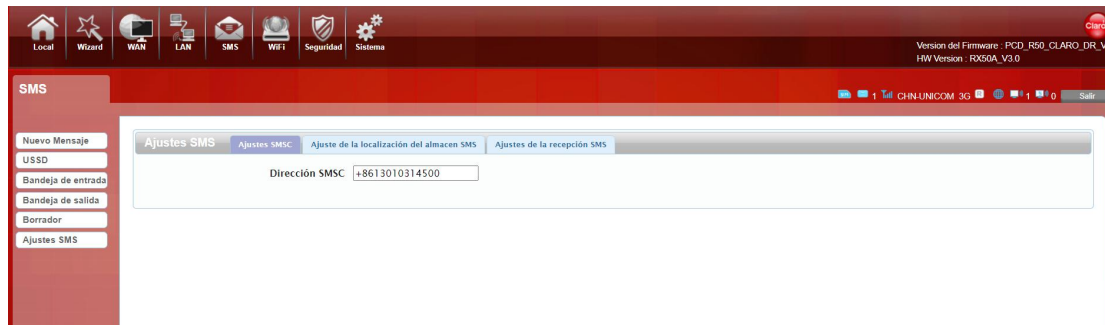 Local Wizard WAN LAN SMS WiFi Seguridad Sistema
Claro
Version del Firmware : PCD_R50_CLARO_DR_V
HW Version : RX50A_V3.0
SMS
1 CHN-UNICOM 3G R 1 0 Salir
Nuevo Mensaje
USSD
Bandeja de entrada
Bandeja de salida
Borrador
Ajustes SMS
Ajustes SMS Ajustes SMSC Ajuste de la localización del almacen SMS Ajustes de la recepción SMS
Dirección SMSC +8613010314500